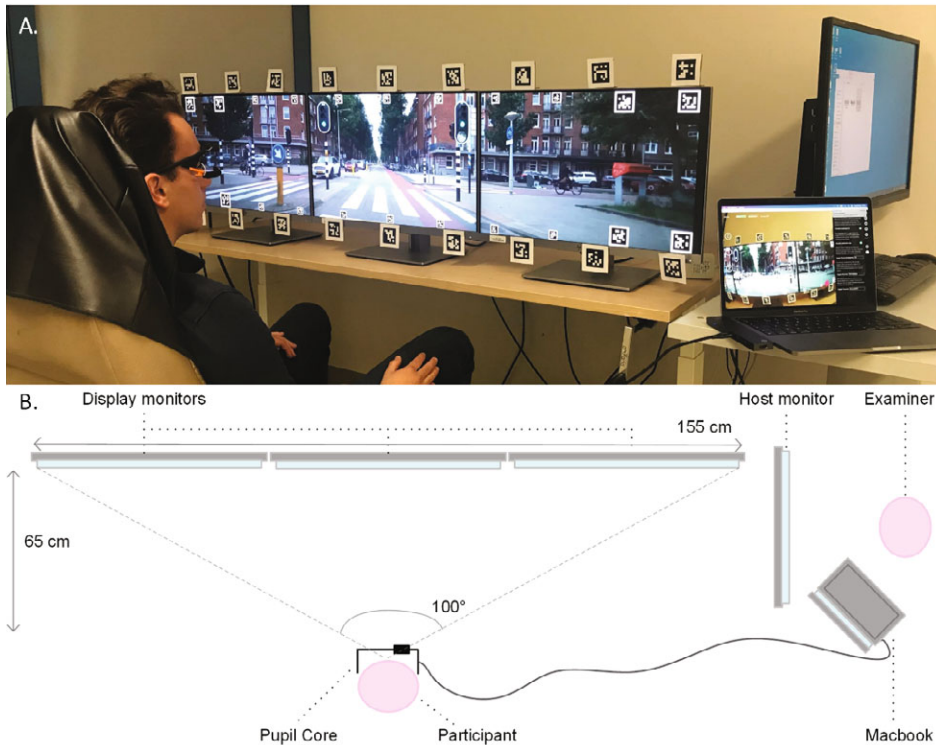 A.
B.
Display monitors
Host monitor
Examiner
155 cm
65 cm
100°
Pupil Core
Participant
Macbook